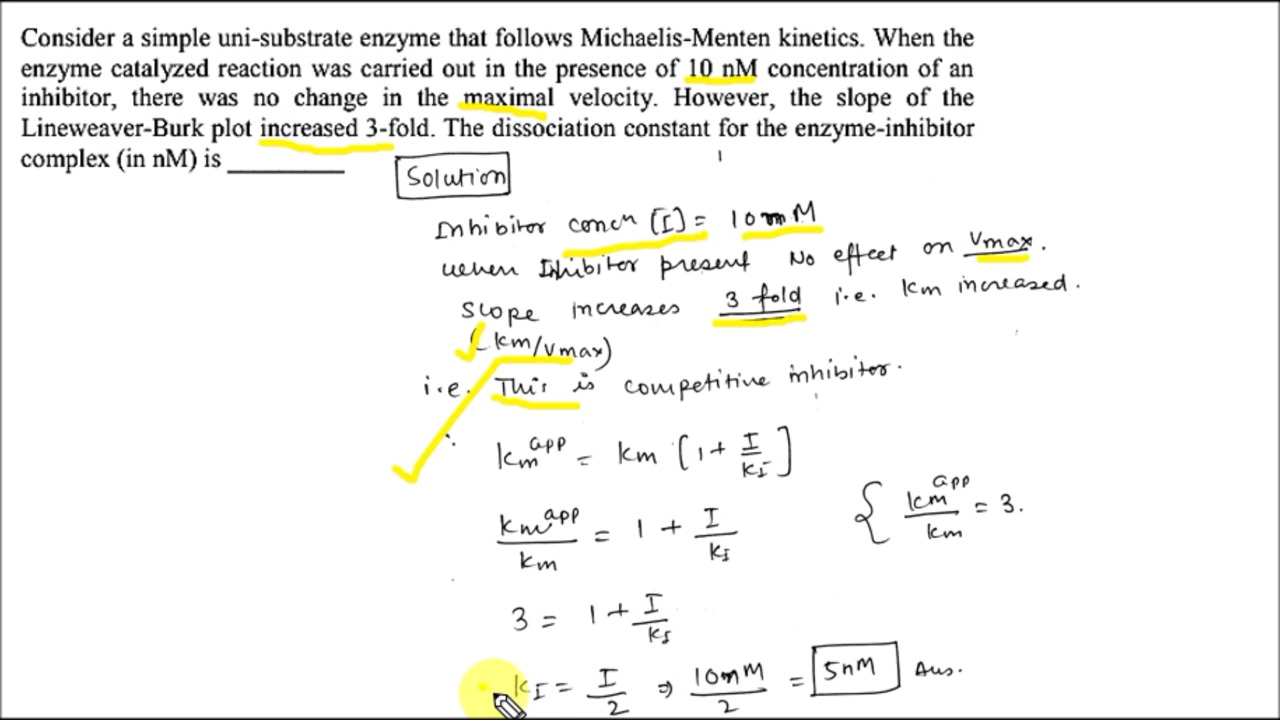 Consider a simple uni-substrate enzyme that follows Michaelis-Menten kinetics. When the
enzyme catalyzed reaction was carried out in the presence of 10 nM concentration of an
inhibitor, there was no change in the maximal velocity. However, the slope of the
Lineweaver-Burk plot increased 3-fold. The dissociation constant for the enzyme-inhibitor
complex (in nM) is __________
Solution
Inhibitor concn [I] = 10 nM
when Inhibitor present No effect on Vmax.
Slope increases 3 fold i.e. km increased.
(km/vmax)
i.e. This is competitive inhibitor.
∴ km^app = km [1 + I/kI]
km^app/km = 1 + I/kI { km^app/km = 3.
3 = 1 + I/kI
kI = I/2 ⇒ 10nM/2 = 5nM Ans.